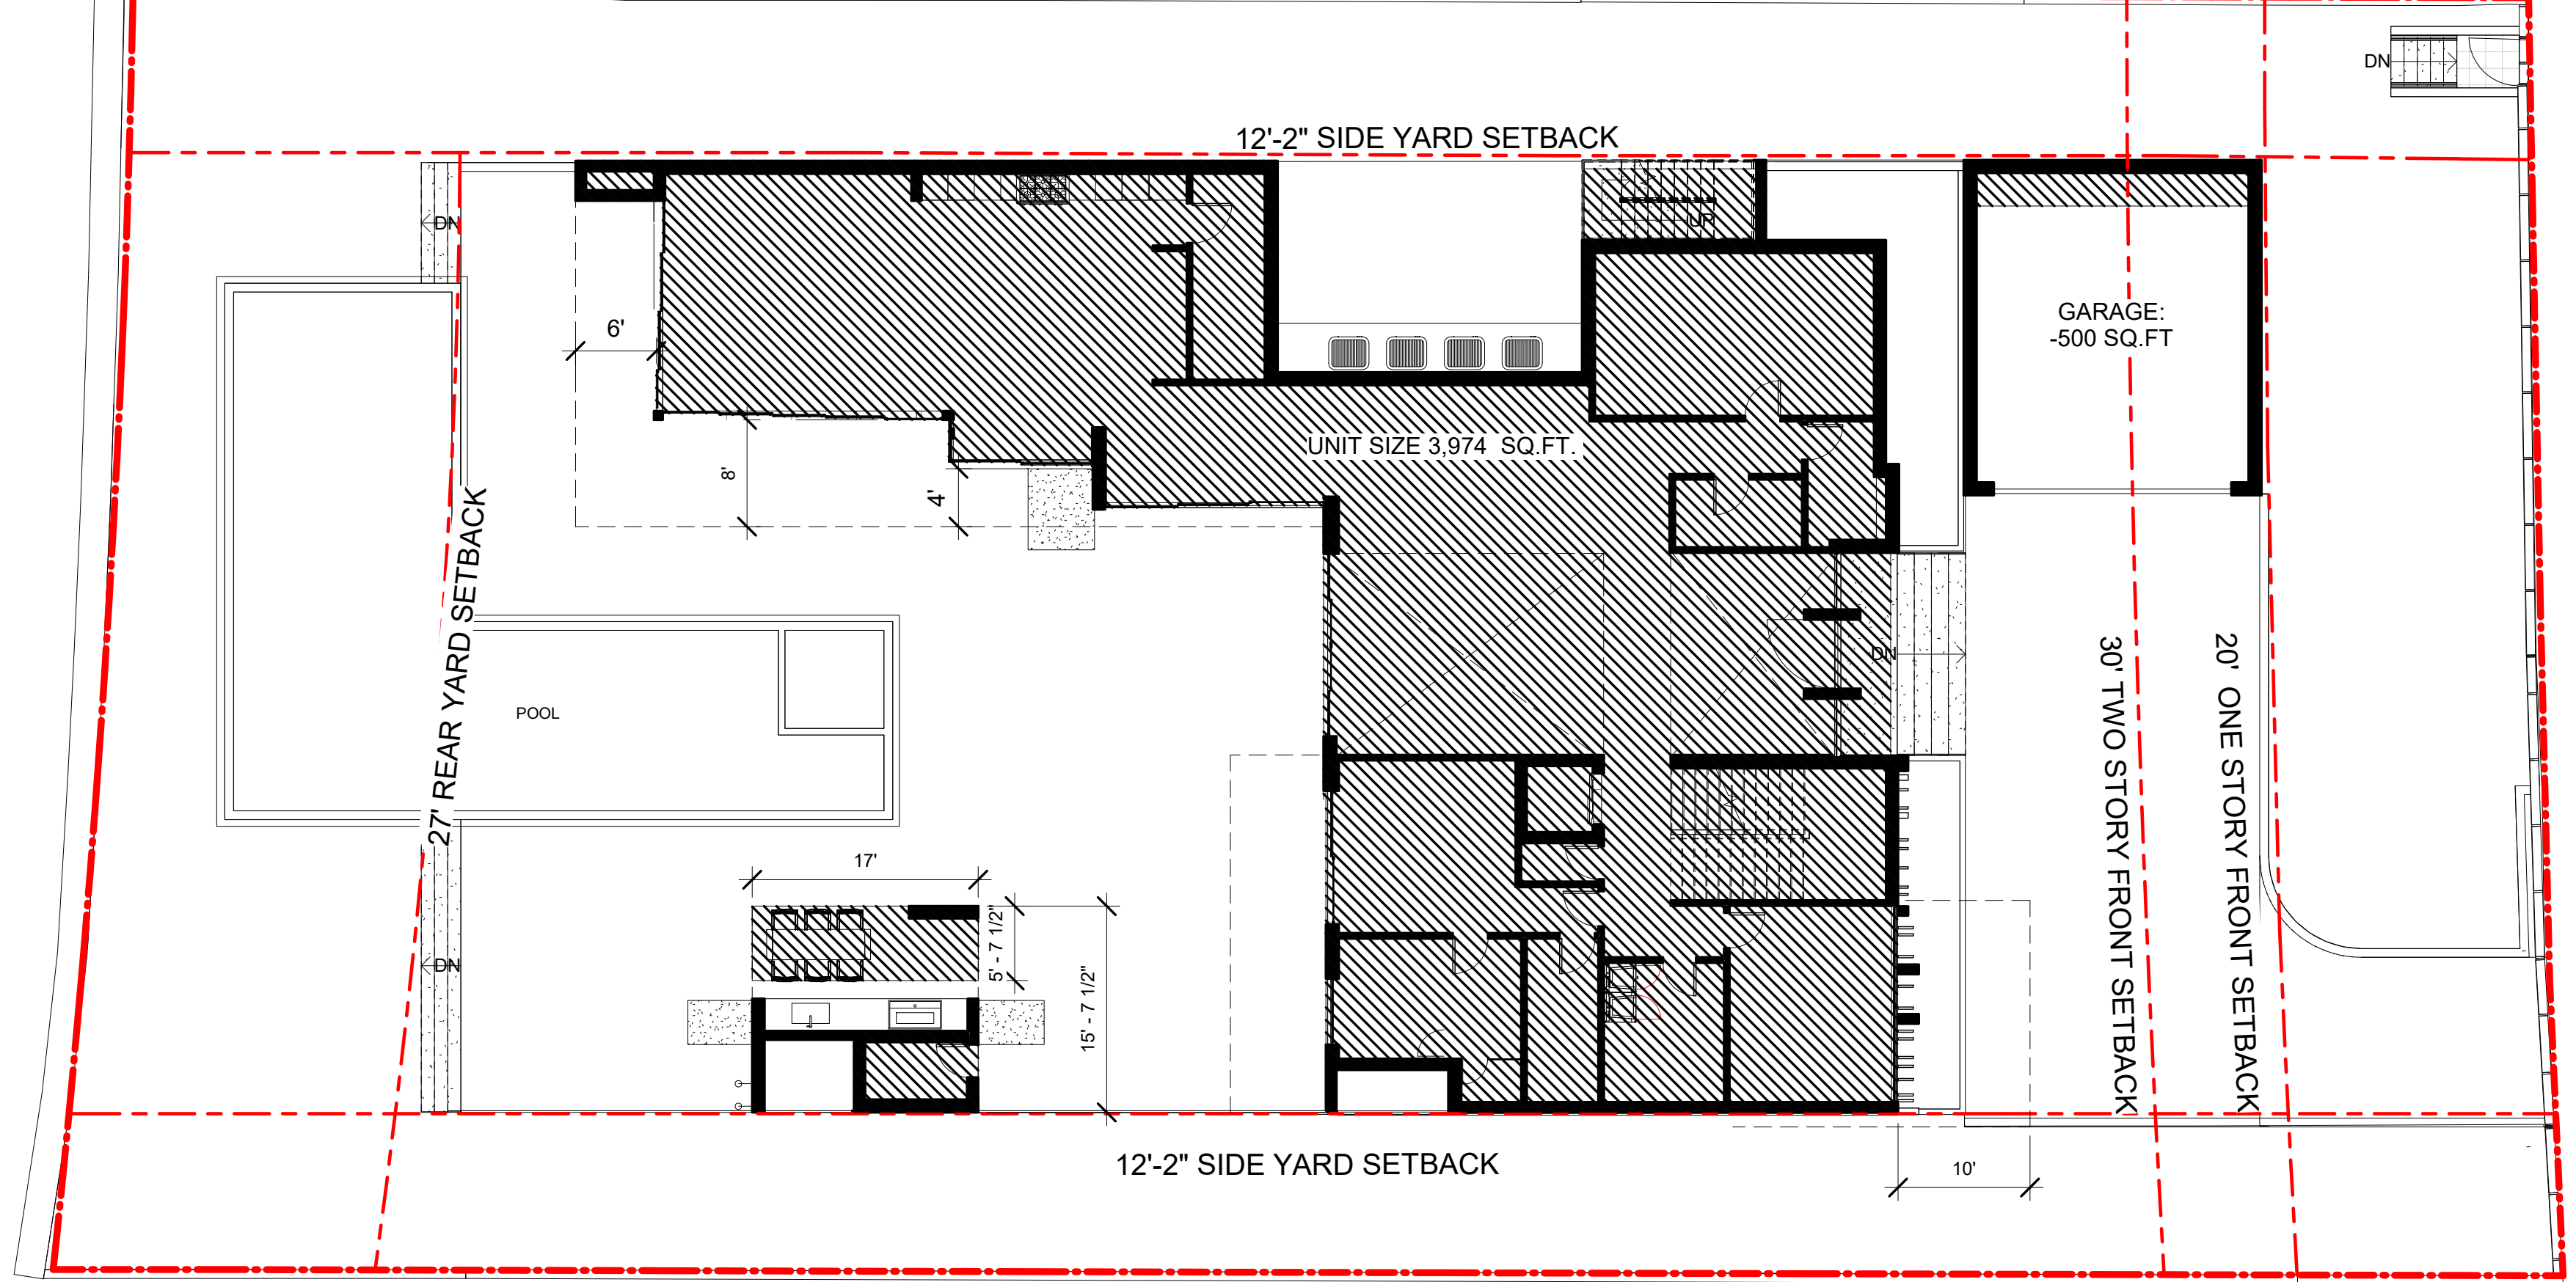 DN
12'-2" SIDE YARD SETBACK
DN
UP
GARAGE:
-500 SQ.FT
6'
UNIT SIZE 3,974 SQ.FT.
8'
4'
27' REAR YARD SETBACK
DN
30' TWO STORY FRONT SETBACK
20' ONE STORY FRONT SETBACK
POOL
17'
5' - 7 1/2"
15' - 7 1/2"
DN
12'-2" SIDE YARD SETBACK
10'